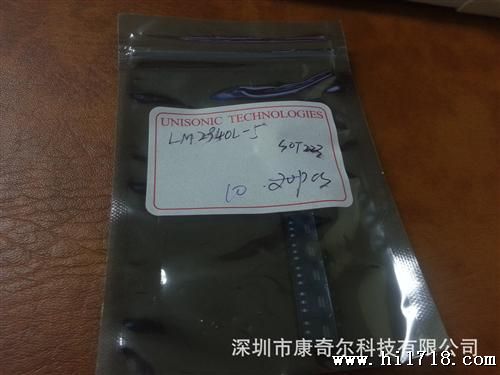 UNISONIC TECHNOLOGIES
LM2940L-5
SOT223
10 . 20pcs
深圳市康奇尔科技有限公司
www.hi1718.com